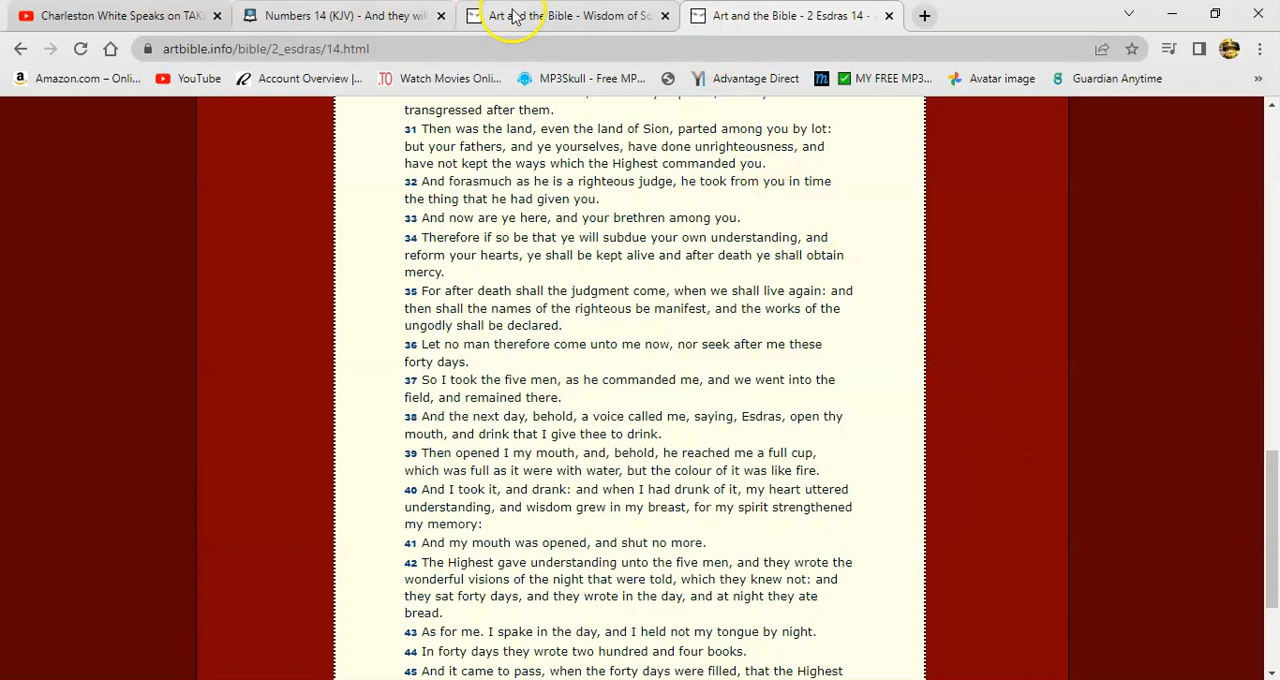 Charleston White Speaks on TAKE
Numbers 14 (KJV) - And they will
Art and the Bible - Wisdom of So
Art and the Bible - 2 Esdras 14 -
artbible.info/bible/2_esdras/14.html
Amazon.com – Onli...
YouTube
Account Overview |...
Watch Movies Onlin...
MP3Skull - Free MP...
Advantage Direct
MY FREE MP3...
Avatar image
Guardian Anytime
transgressed after them.
31 Then was the land, even the land of Sion, parted among you by lot:
but your fathers, and ye yourselves, have done unrighteousness, and
have not kept the ways which the Highest commanded you.
32 And forasmuch as he is a righteous judge, he took from you in time
the thing that he had given you.
33 And now are ye here, and your brethren among you.
34 Therefore if so be that ye will subdue your own understanding, and
reform your hearts, ye shall be kept alive and after death ye shall obtain
mercy.
35 For after death shall the judgment come, when we shall live again: and
then shall the names of the righteous be manifest, and the works of the
ungodly shall be declared.
36 Let no man therefore come unto me now, nor seek after me these
forty days.
37 So I took the five men, as he commanded me, and we went into the
field, and remained there.
38 And the next day, behold, a voice called me, saying, Esdras, open thy
mouth, and drink that I give thee to drink.
39 Then opened I my mouth, and, behold, he reached me a full cup,
which was full as it were with water, but the colour of it was like fire.
40 And I took it, and drank: and when I had drunk of it, my heart uttered
understanding, and wisdom grew in my breast, for my spirit strengthened
my memory:
41 And my mouth was opened, and shut no more.
42 The Highest gave understanding unto the five men, and they wrote the
wonderful visions of the night that were told, which they knew not: and
they sat forty days, and they wrote in the day, and at night they ate
bread.
43 As for me. I spake in the day, and I held not my tongue by night.
44 In forty days they wrote two hundred and four books.
45 And it came to pass, when the forty days were filled, that the Highest